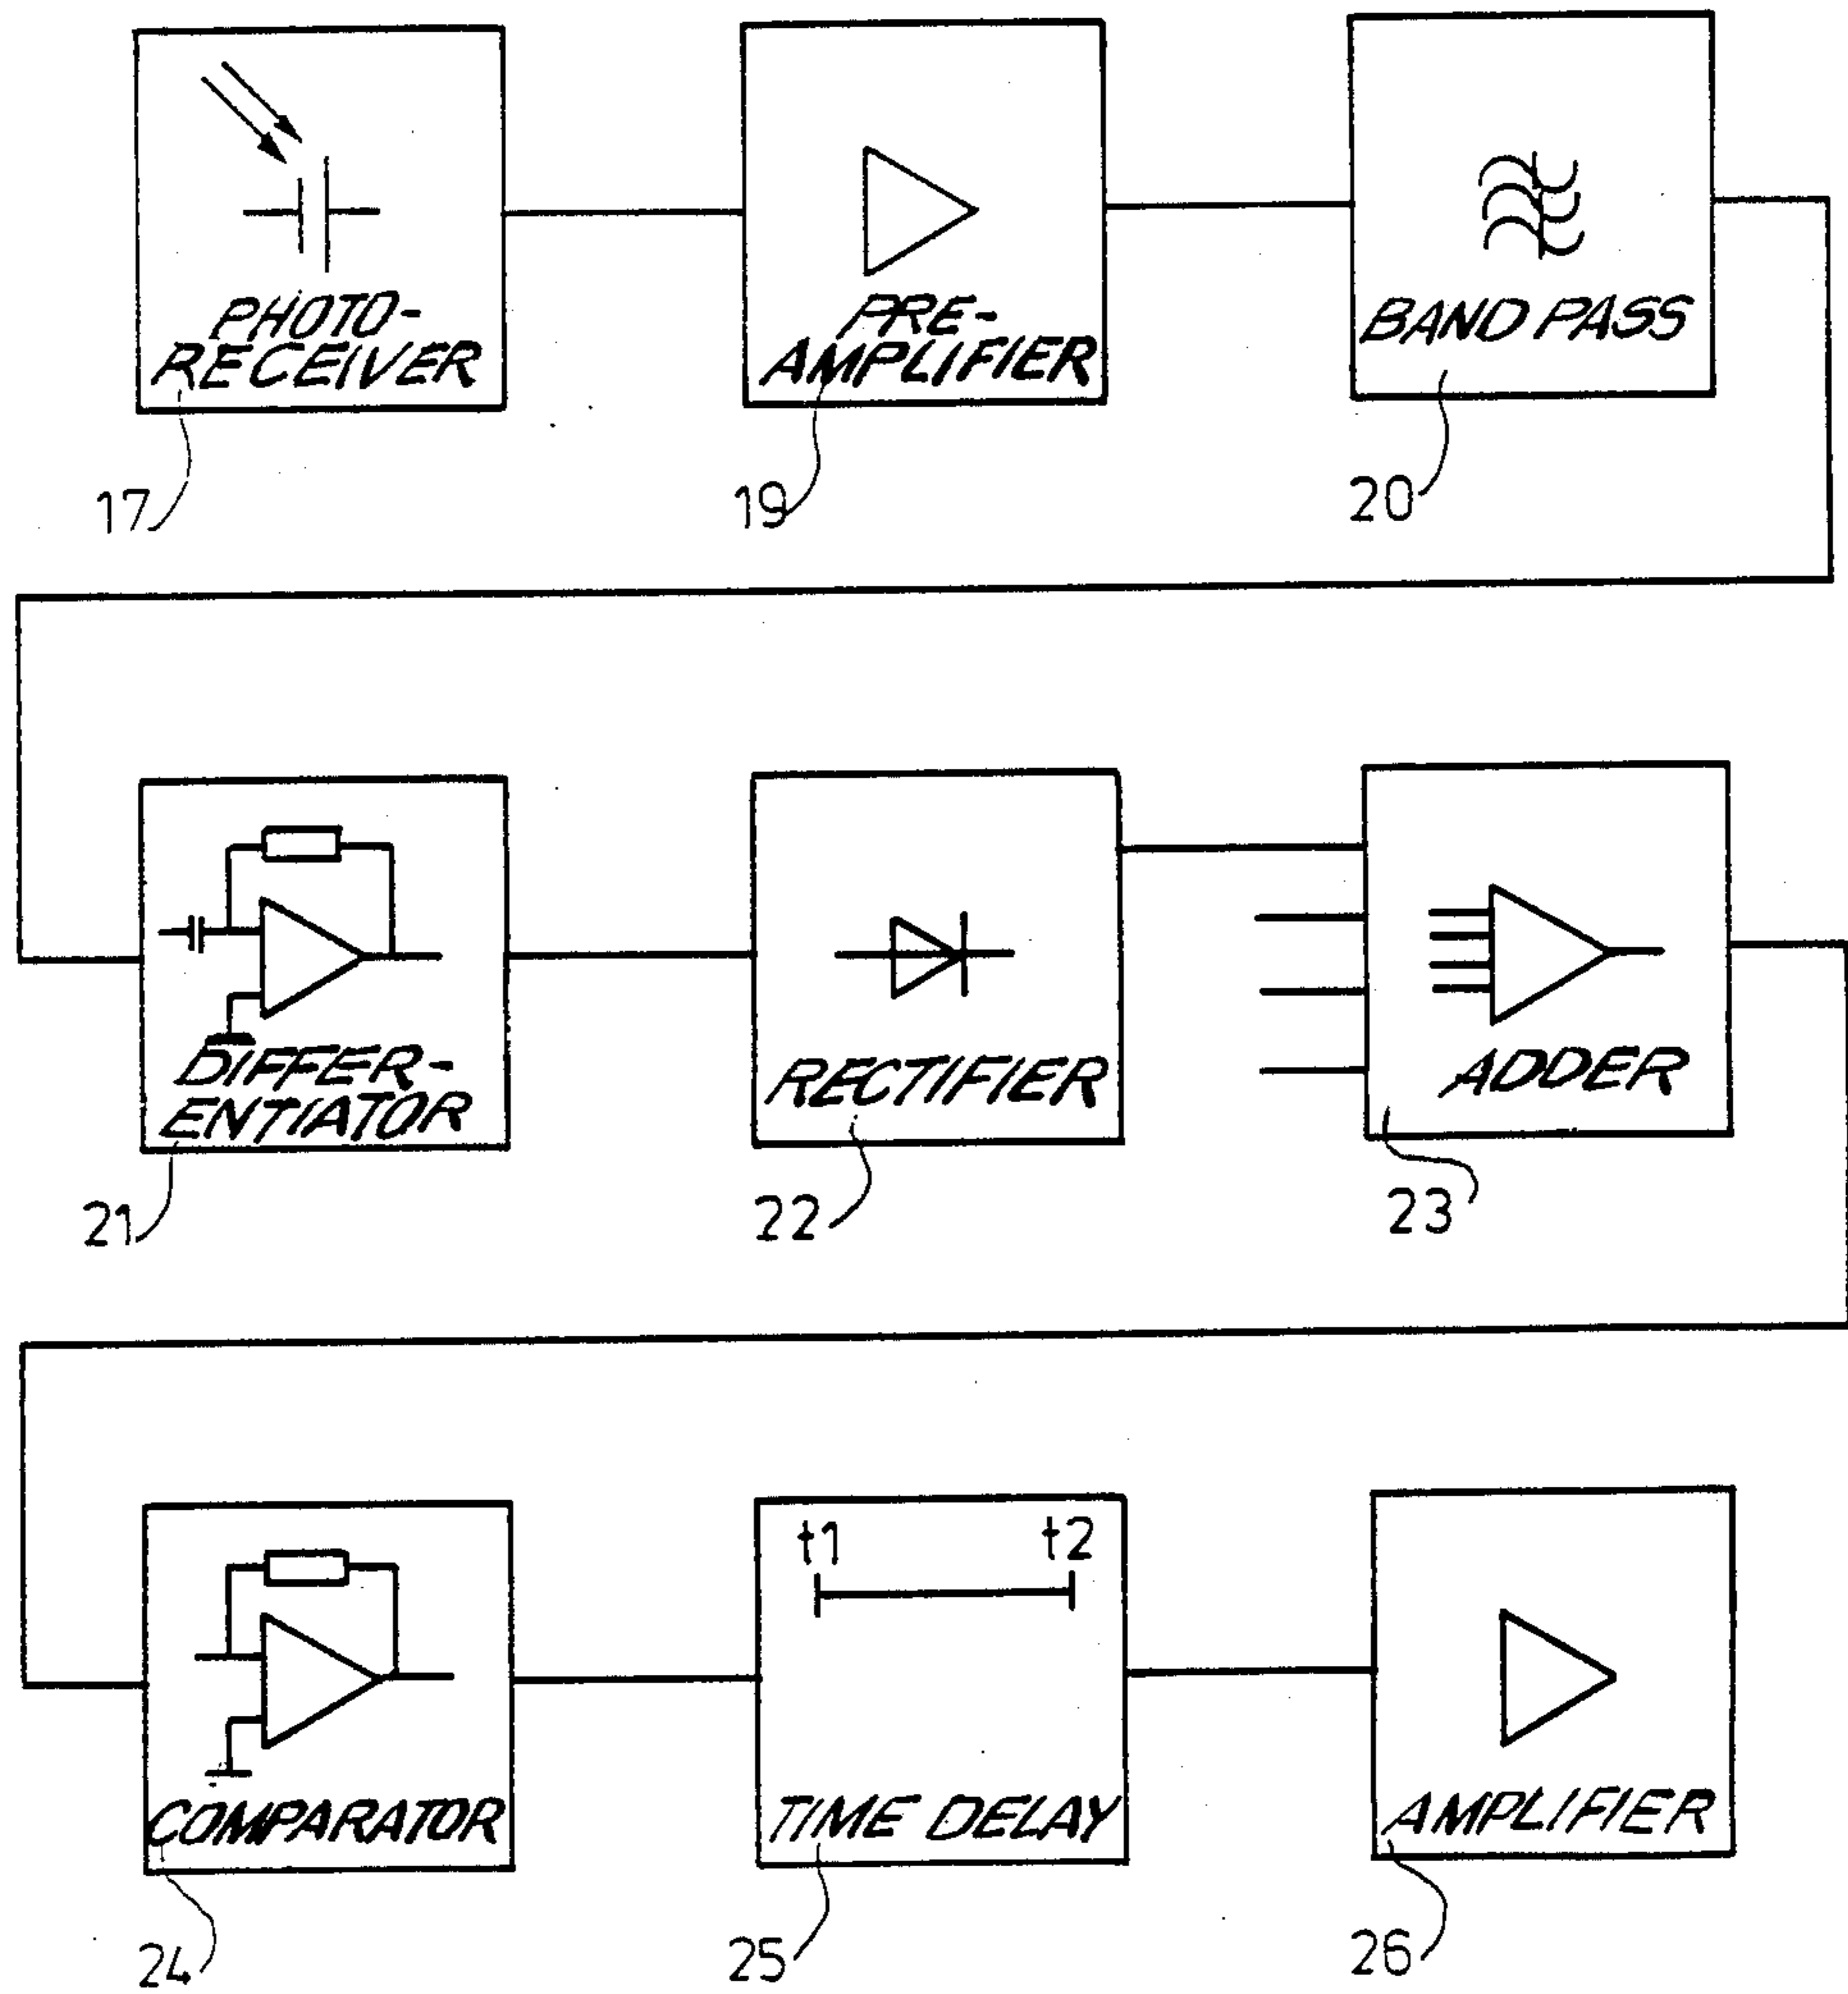 PHOTO-
RECEIVER
17
PRE-
AMPLIFIER
19
BAND PASS
20
DIFFER-
ENTIATOR
21
RECTIFIER
22
ADDER
23
COMPARATOR
24
t1 t2
TIME DELAY
25
AMPLIFIER
26